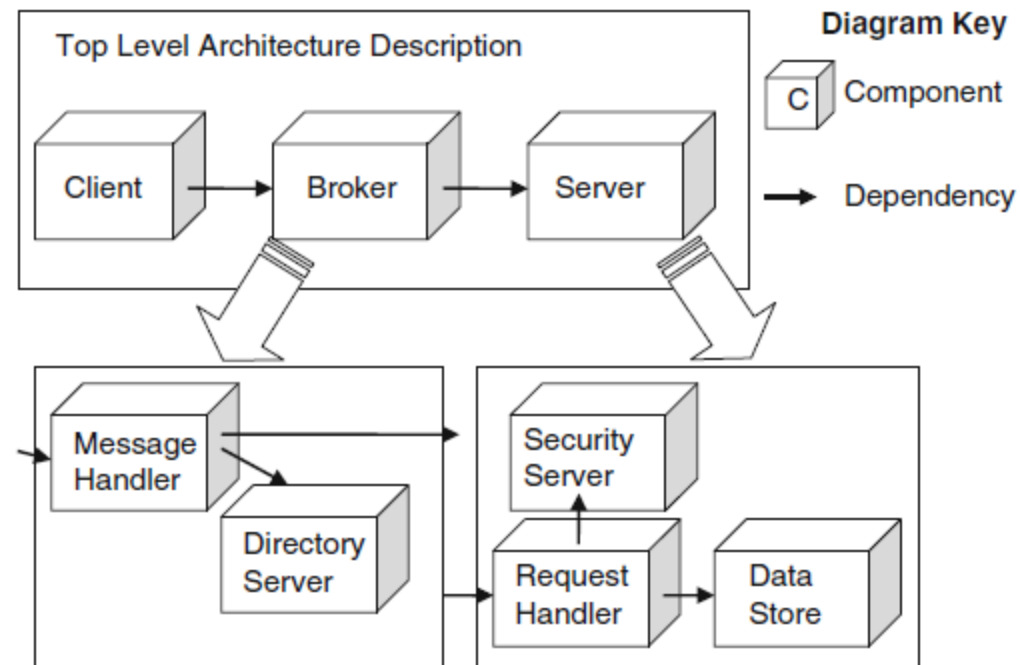 Top Level Architecture Description
Diagram Key
C
Component
Client
Broker
Server
Dependency
Message
Handler
Directory
Server
Security
Server
Request
Handler
Data
Store